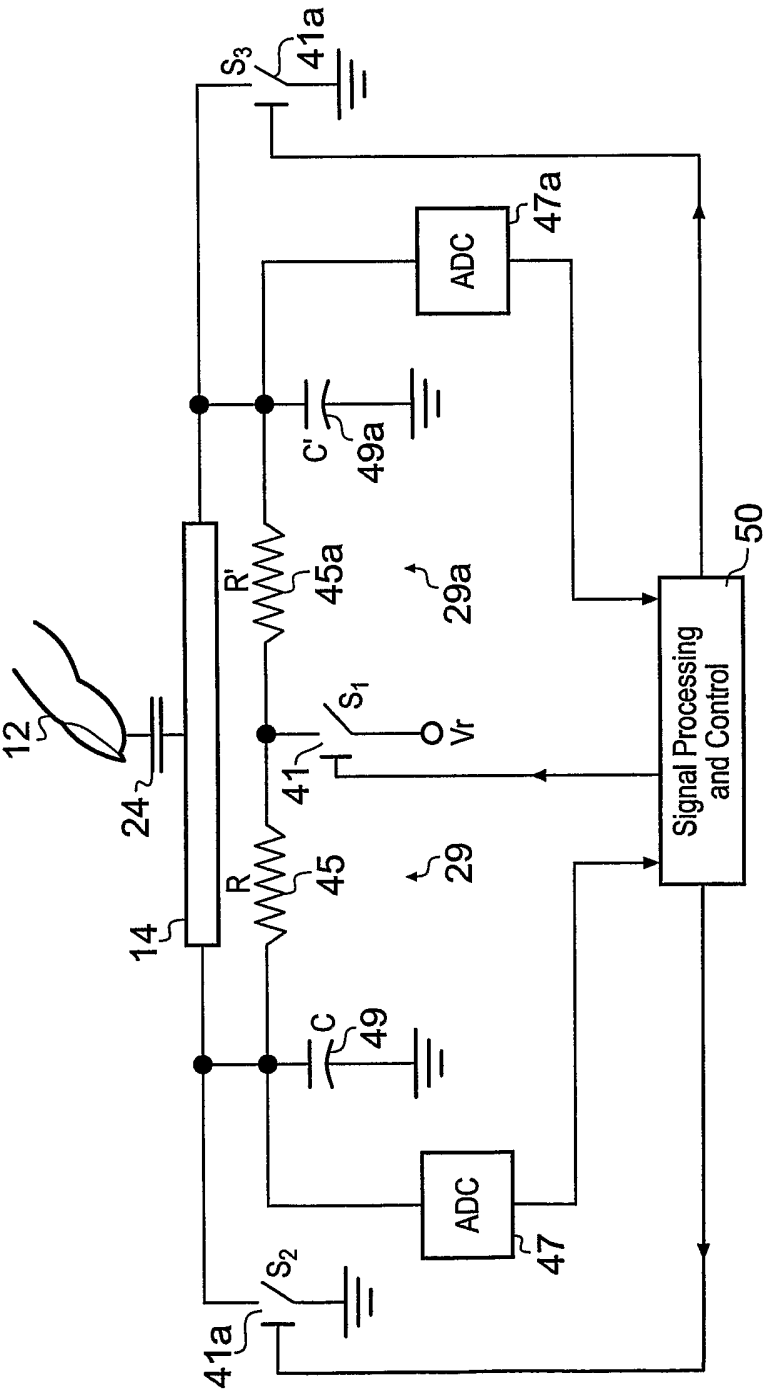 12
24
14
S3
41a
R
45
R'
45a
C
49
C'
49a
S1
41
Vr
29
29a
S2
41a
ADC
47
ADC
47a
Signal Processing
and Control
50